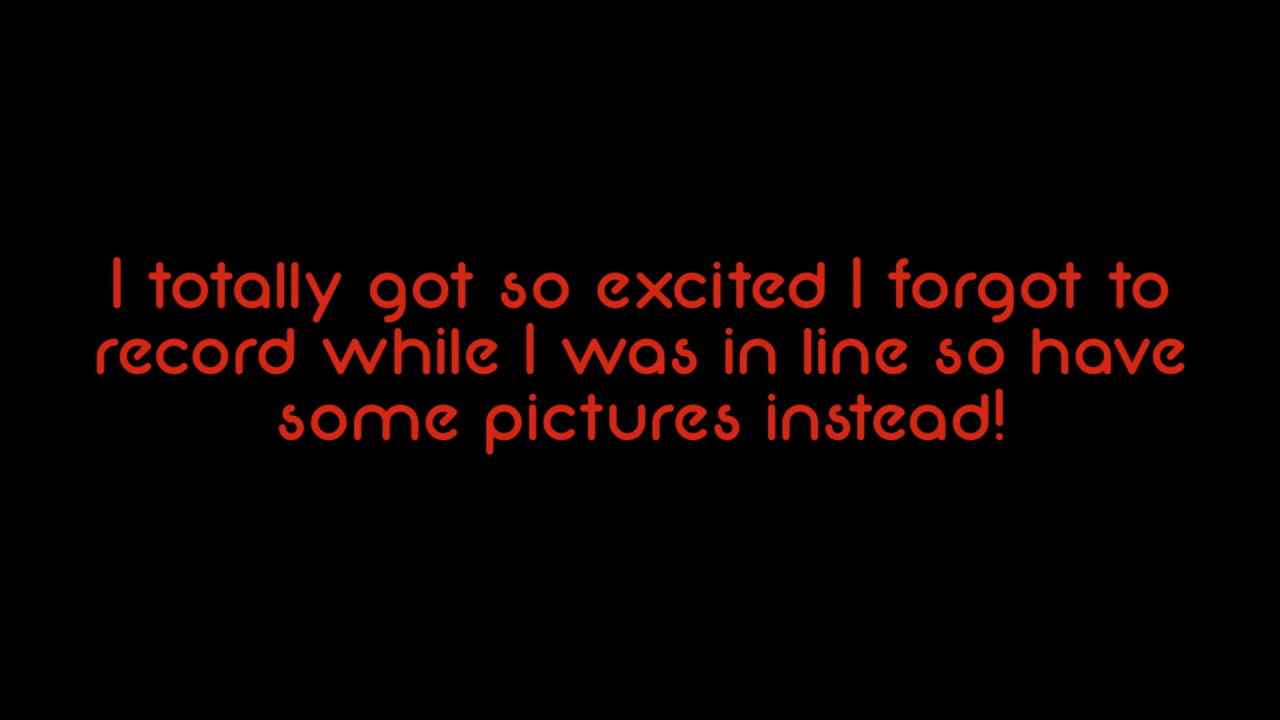 I totally got so excited I forgot to
record while I was in line so have
some pictures instead!